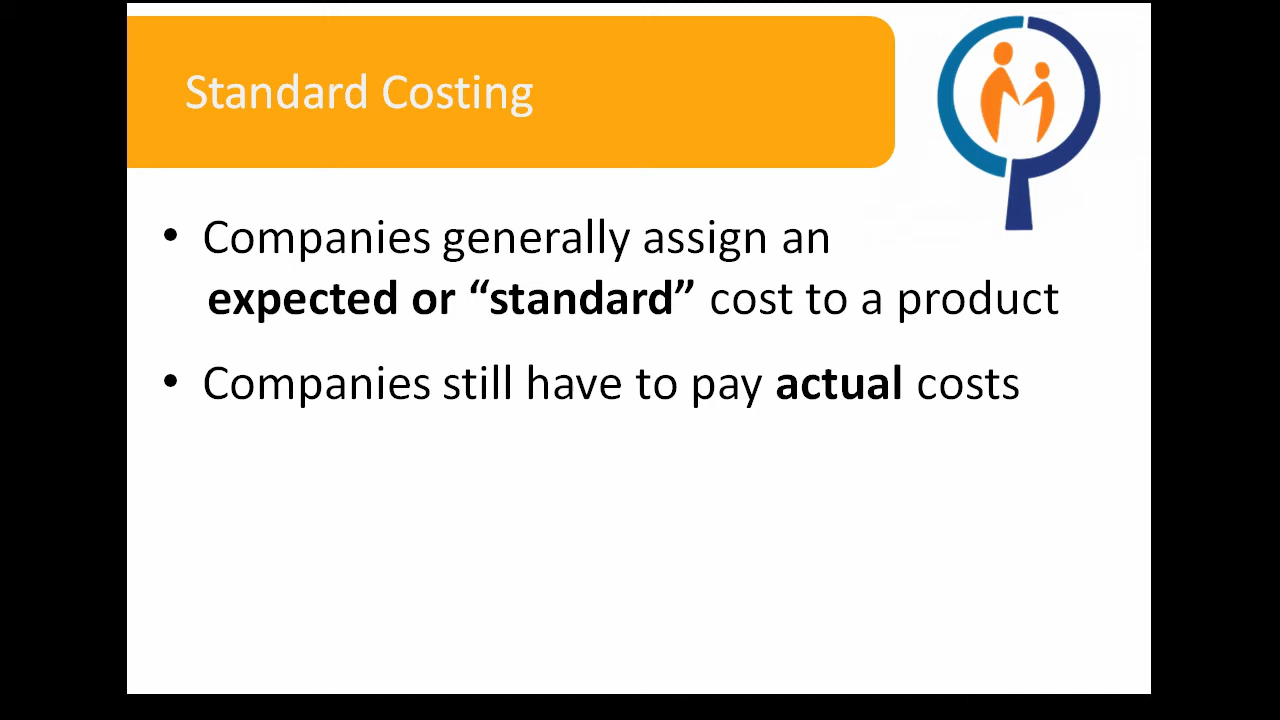 Standard Costing
• Companies generally assign an
expected or “standard” cost to a product
• Companies still have to pay actual costs